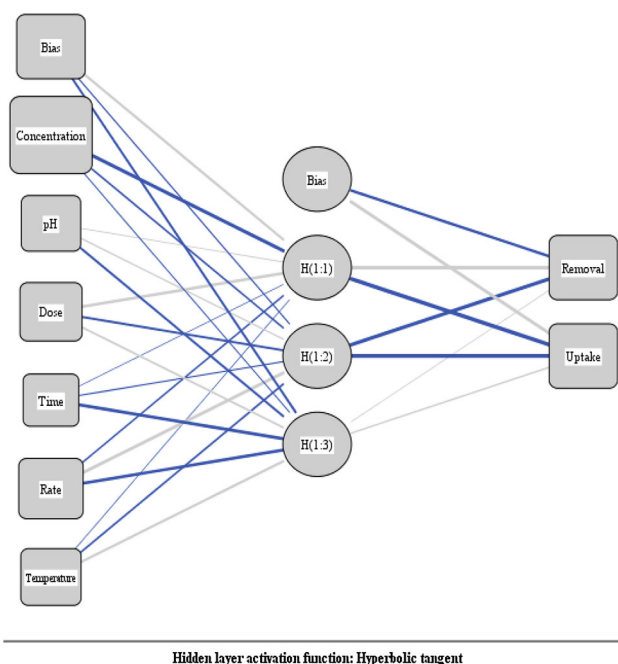 Bias
Concentration
pH
Dose
Time
Rate
Temperature
Bias
H(1:1)
H(1:2)
H(1:3)
Removal
Uptake
Hidden layer activation function: Hyperbolic tangent